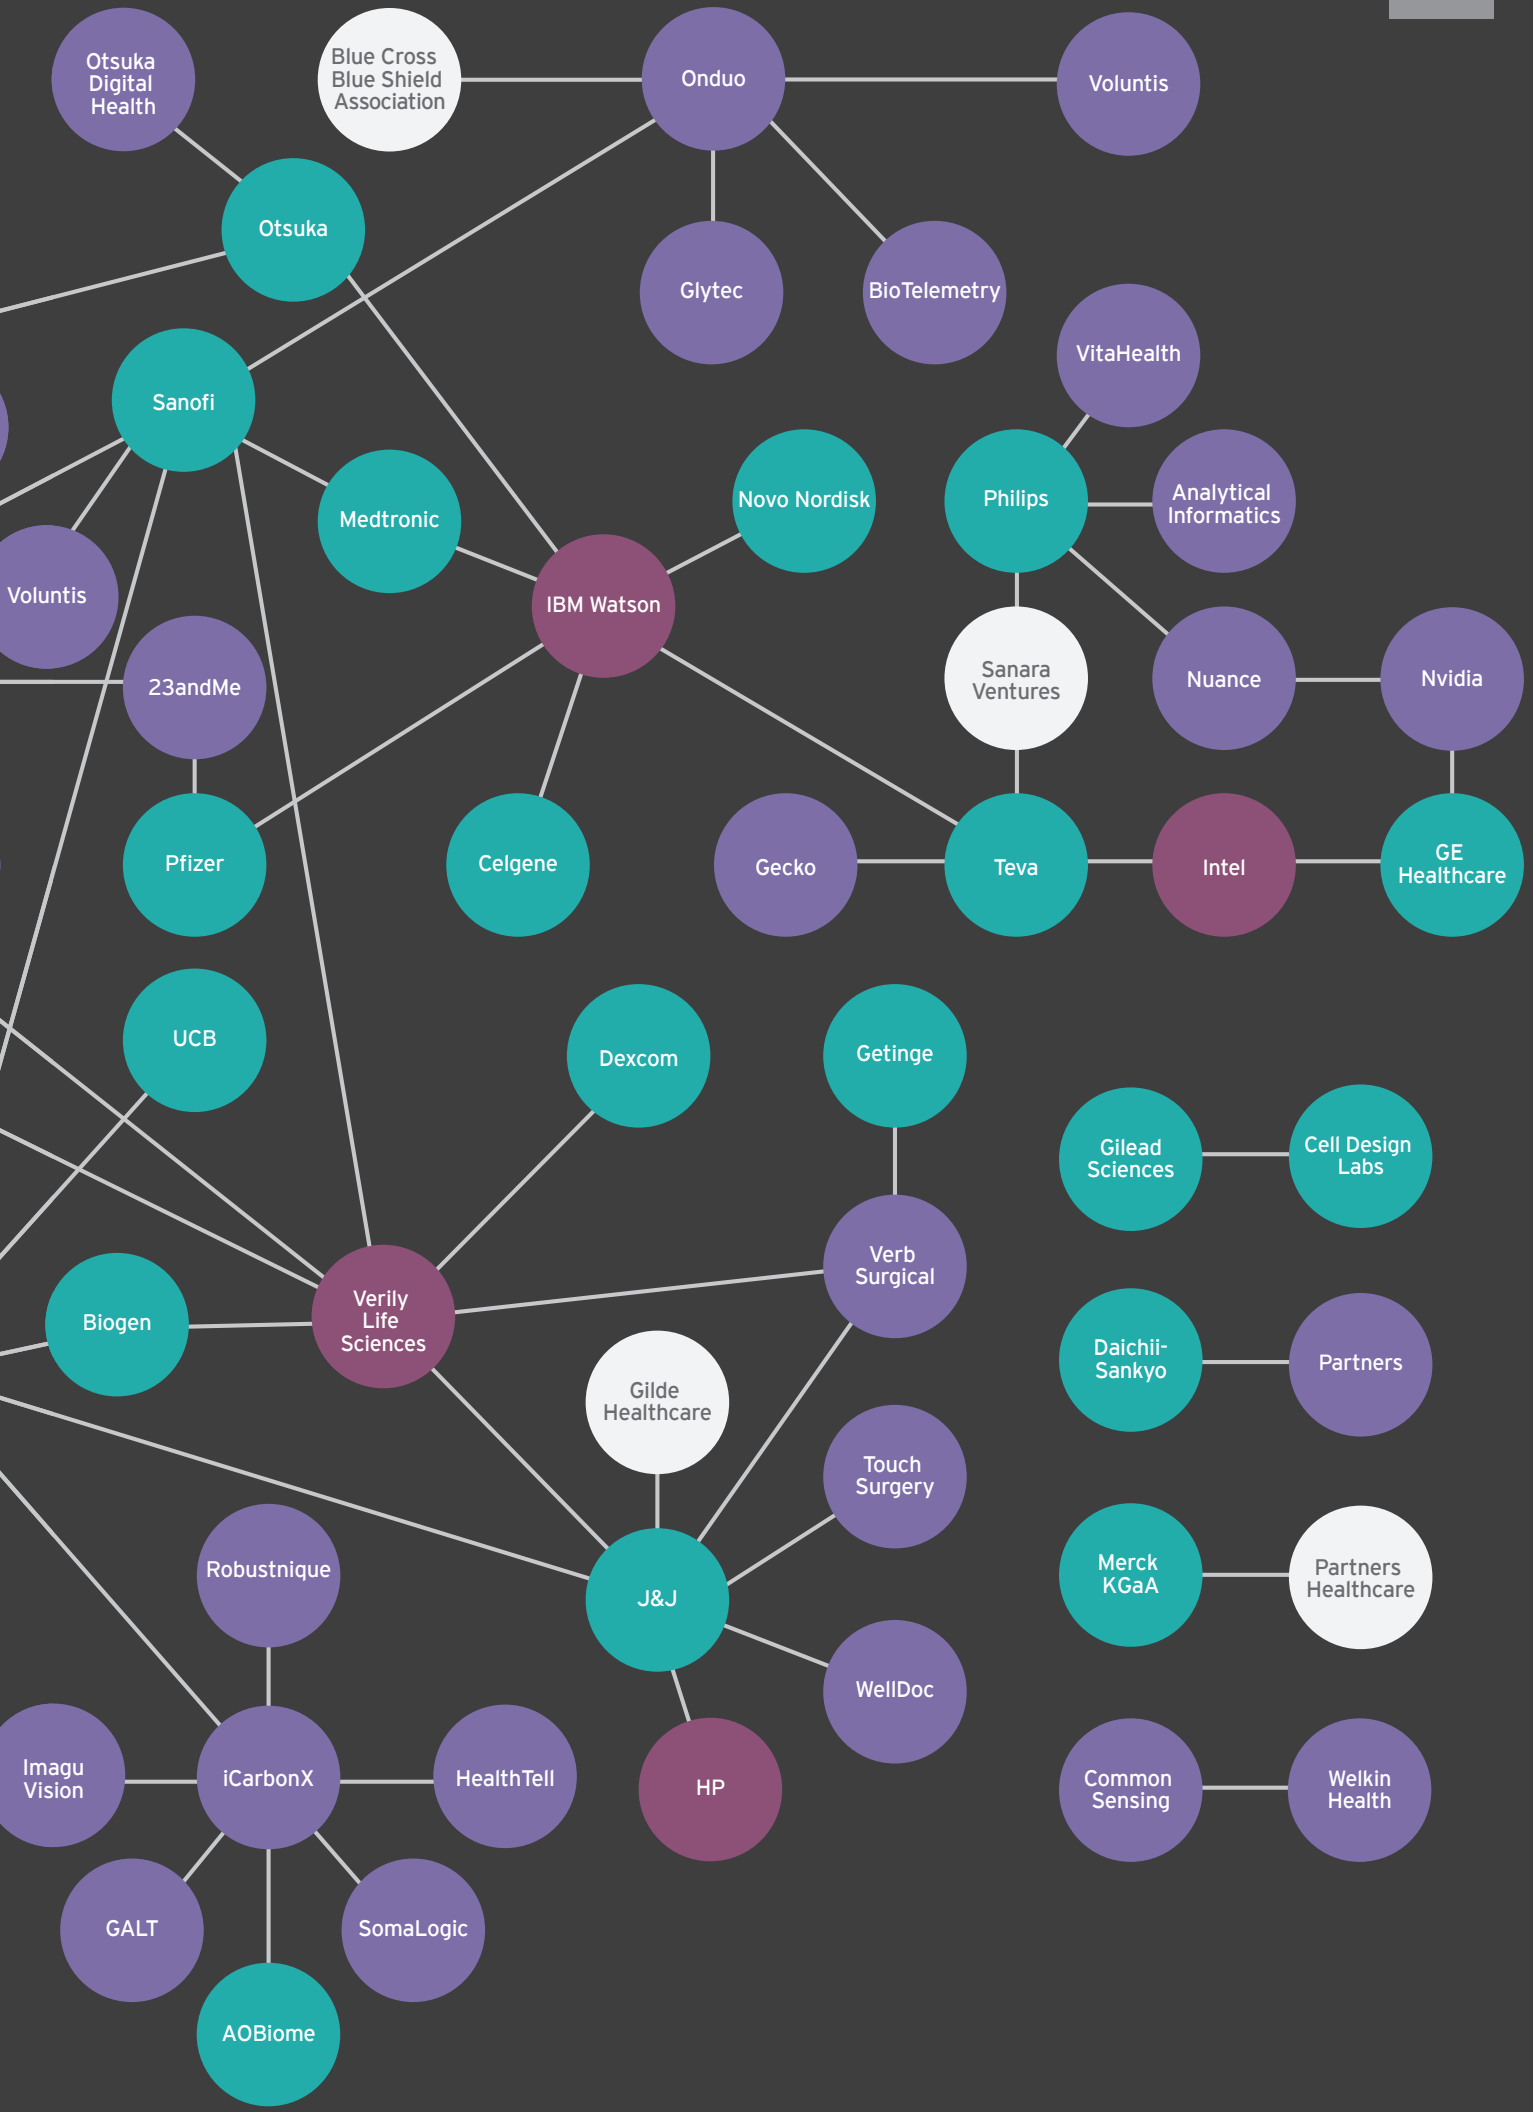 Otsuka
Digital
Health
Blue Cross
Blue Shield
Association
Onduo
Voluntis
Otsuka
Glytec
BioTelemetry
VitaHealth
Sanofi
Medtronic
Novo Nordisk
Philips
Analytical
Informatics
Voluntis
IBM Watson
23andMe
Sanara
Ventures
Nuance
Nvidia
Pfizer
Celgene
Gecko
Teva
Intel
GE
Healthcare
UCB
Dexcom
Getinge
Gilead
Sciences
Cell Design
Labs
Verb
Surgical
Biogen
Verily
Life
Sciences
Daichii-
Sankyo
Partners
Gilde
Healthcare
Touch
Surgery
Robustnique
J&J
Merck
KGaA
Partners
Healthcare
WellDoc
Imagu
Vision
iCarbonX
HealthTell
HP
Common
Sensing
Welkin
Health
GALT
SomaLogic
AOBiome